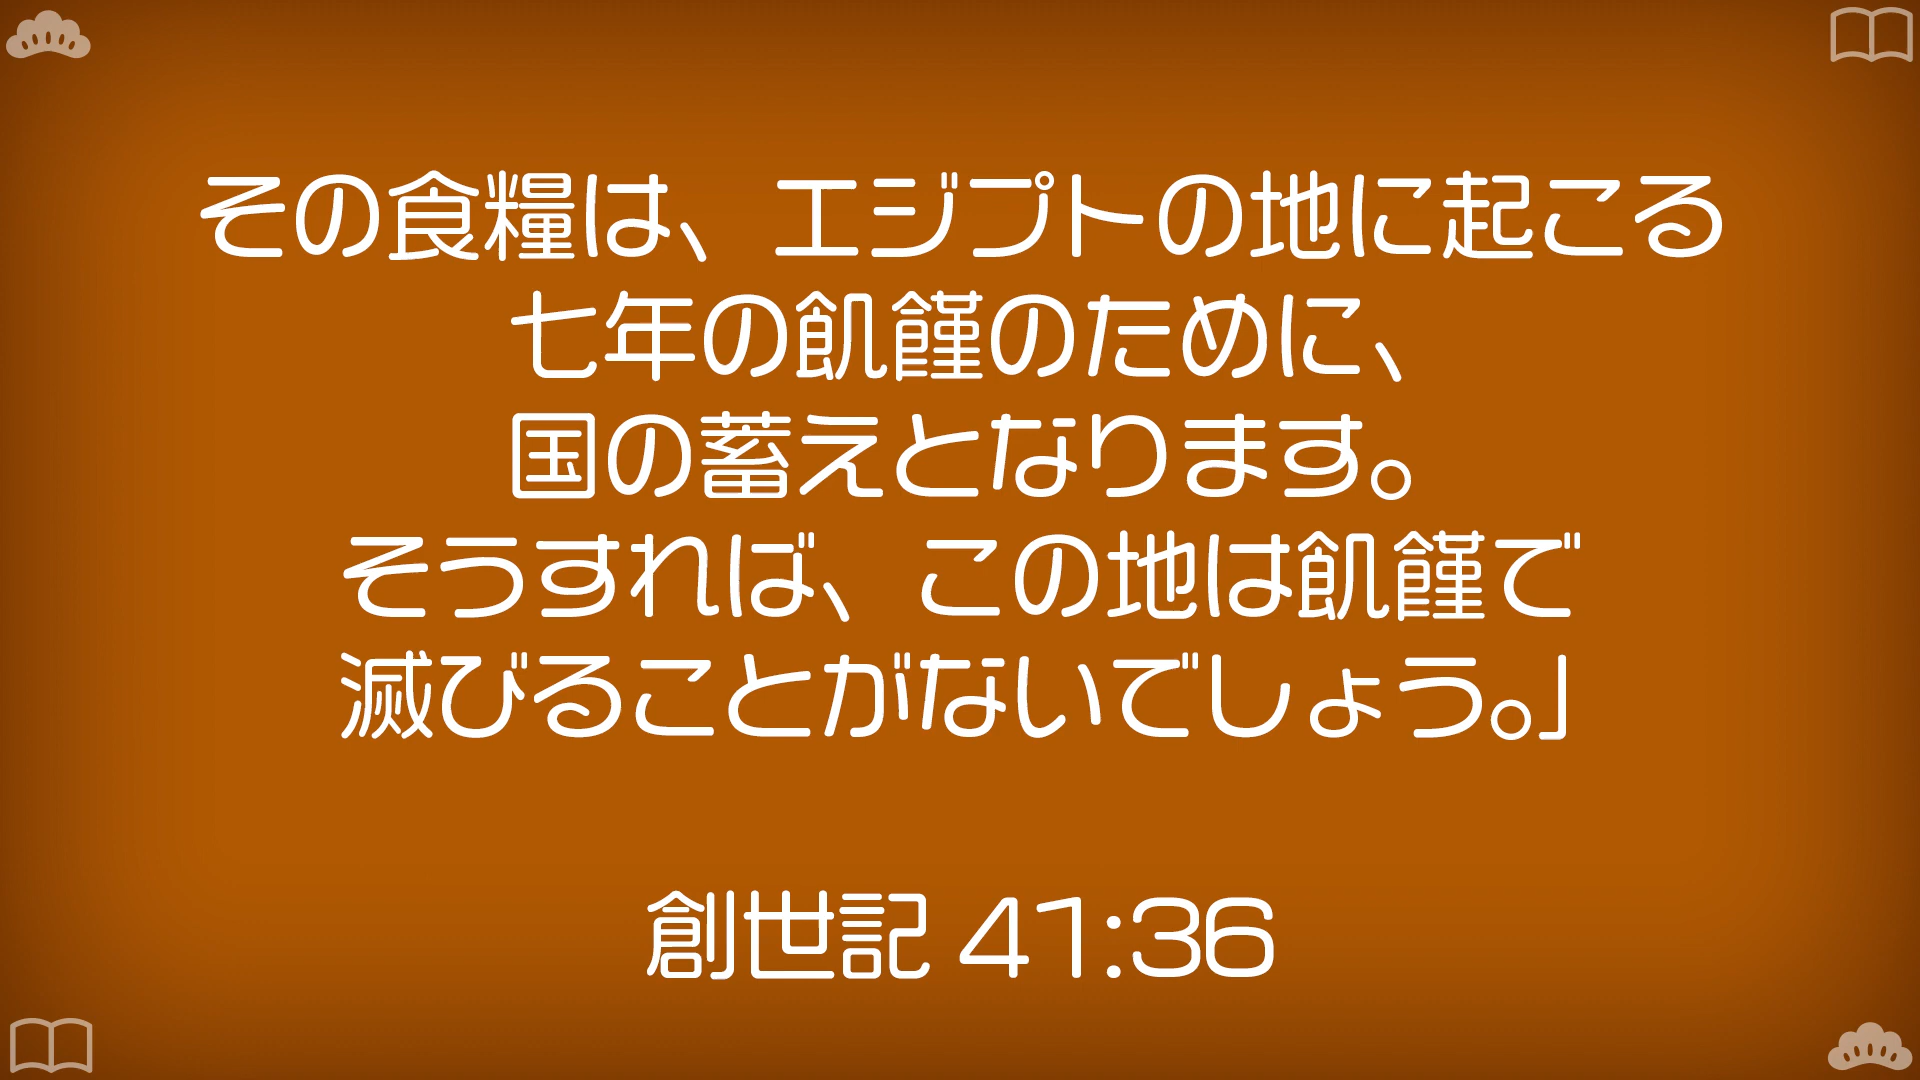 その食糧は、エジプトの地に起こる
七年の飢饉のために、
国の蓄えとなります。
そうすれば、この地は飢饉で
滅びることがないでしょう。」
創世記 41:36